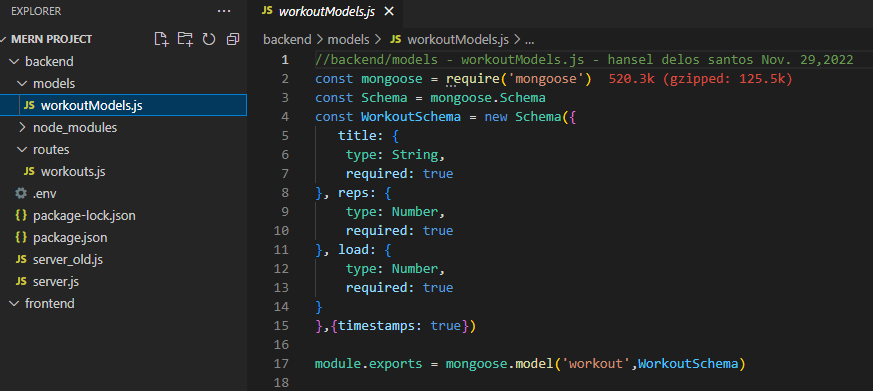 EXPLORER
...
MERN PROJECT
backend
models
JS workoutModels.js
node_modules
routes
JS workouts.js
.env
{} package-lock.json
{} package.json
JS server_old.js
JS server.js
frontend
JS workoutModels.js ×
backend > models > JS workoutModels.js > ...
1 //backend/models - workoutModels.js - hansel delos santos Nov. 29,2022
2 const mongoose = require('mongoose') 520.3k (gzipped: 125.5k)
3 const Schema = mongoose.Schema
4 const WorkoutSchema = new Schema({
5 title: {
6 type: String,
7 required: true
8 }, reps: {
9 type: Number,
10 required: true
11 }, load: {
12 type: Number,
13 required: true
14 }
15 },{timestamps: true})
16
17 module.exports = mongoose.model('workout',WorkoutSchema)
18